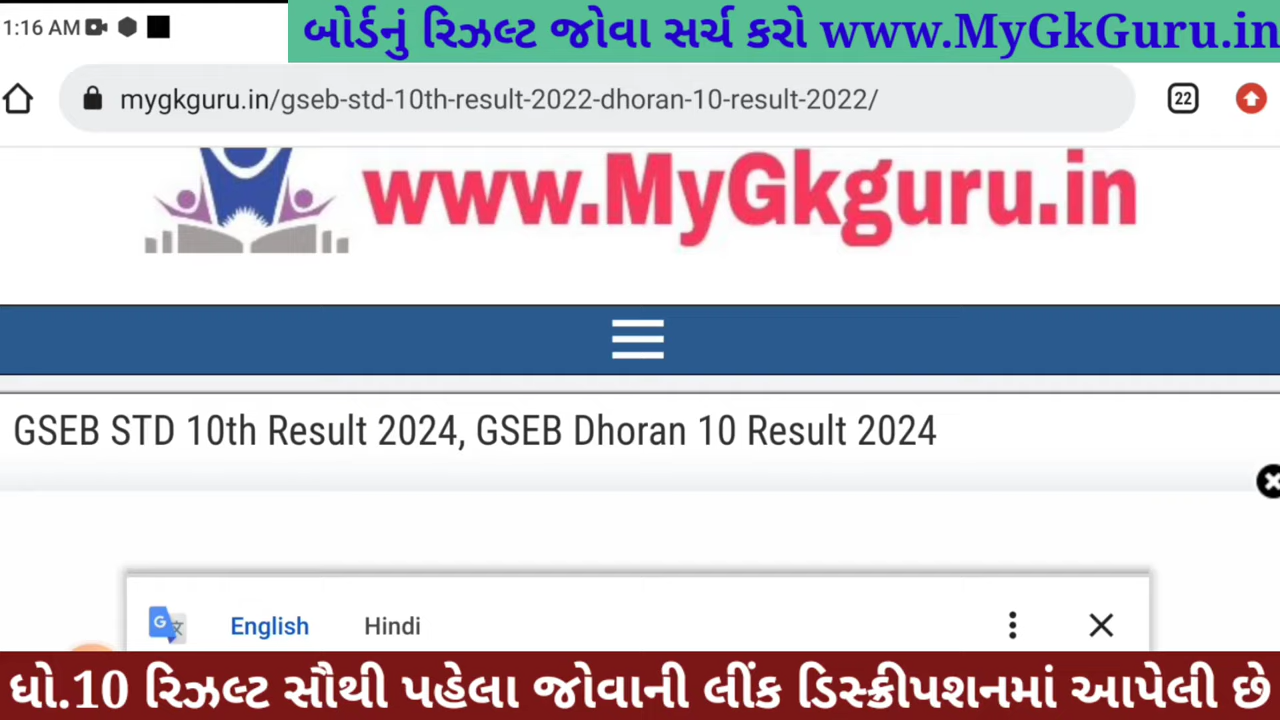 1:16 AM
બોર્ડનું રિઝલ્ટ જોવા સર્ચ કરો www.MyGkGuru.in
mygkguru.in/gseb-std-10th-result-2022-dhoran-10-result-2022/
22
www.MyGkguru.in
GSEB STD 10th Result 2024, GSEB Dhoran 10 Result 2024
G 文
English Hindi
ધો.10 રિઝલ્ટ સૌથી પહેલા જોવાની લીંક ડિસ્ક્રીપશનમાં આપેલી છે